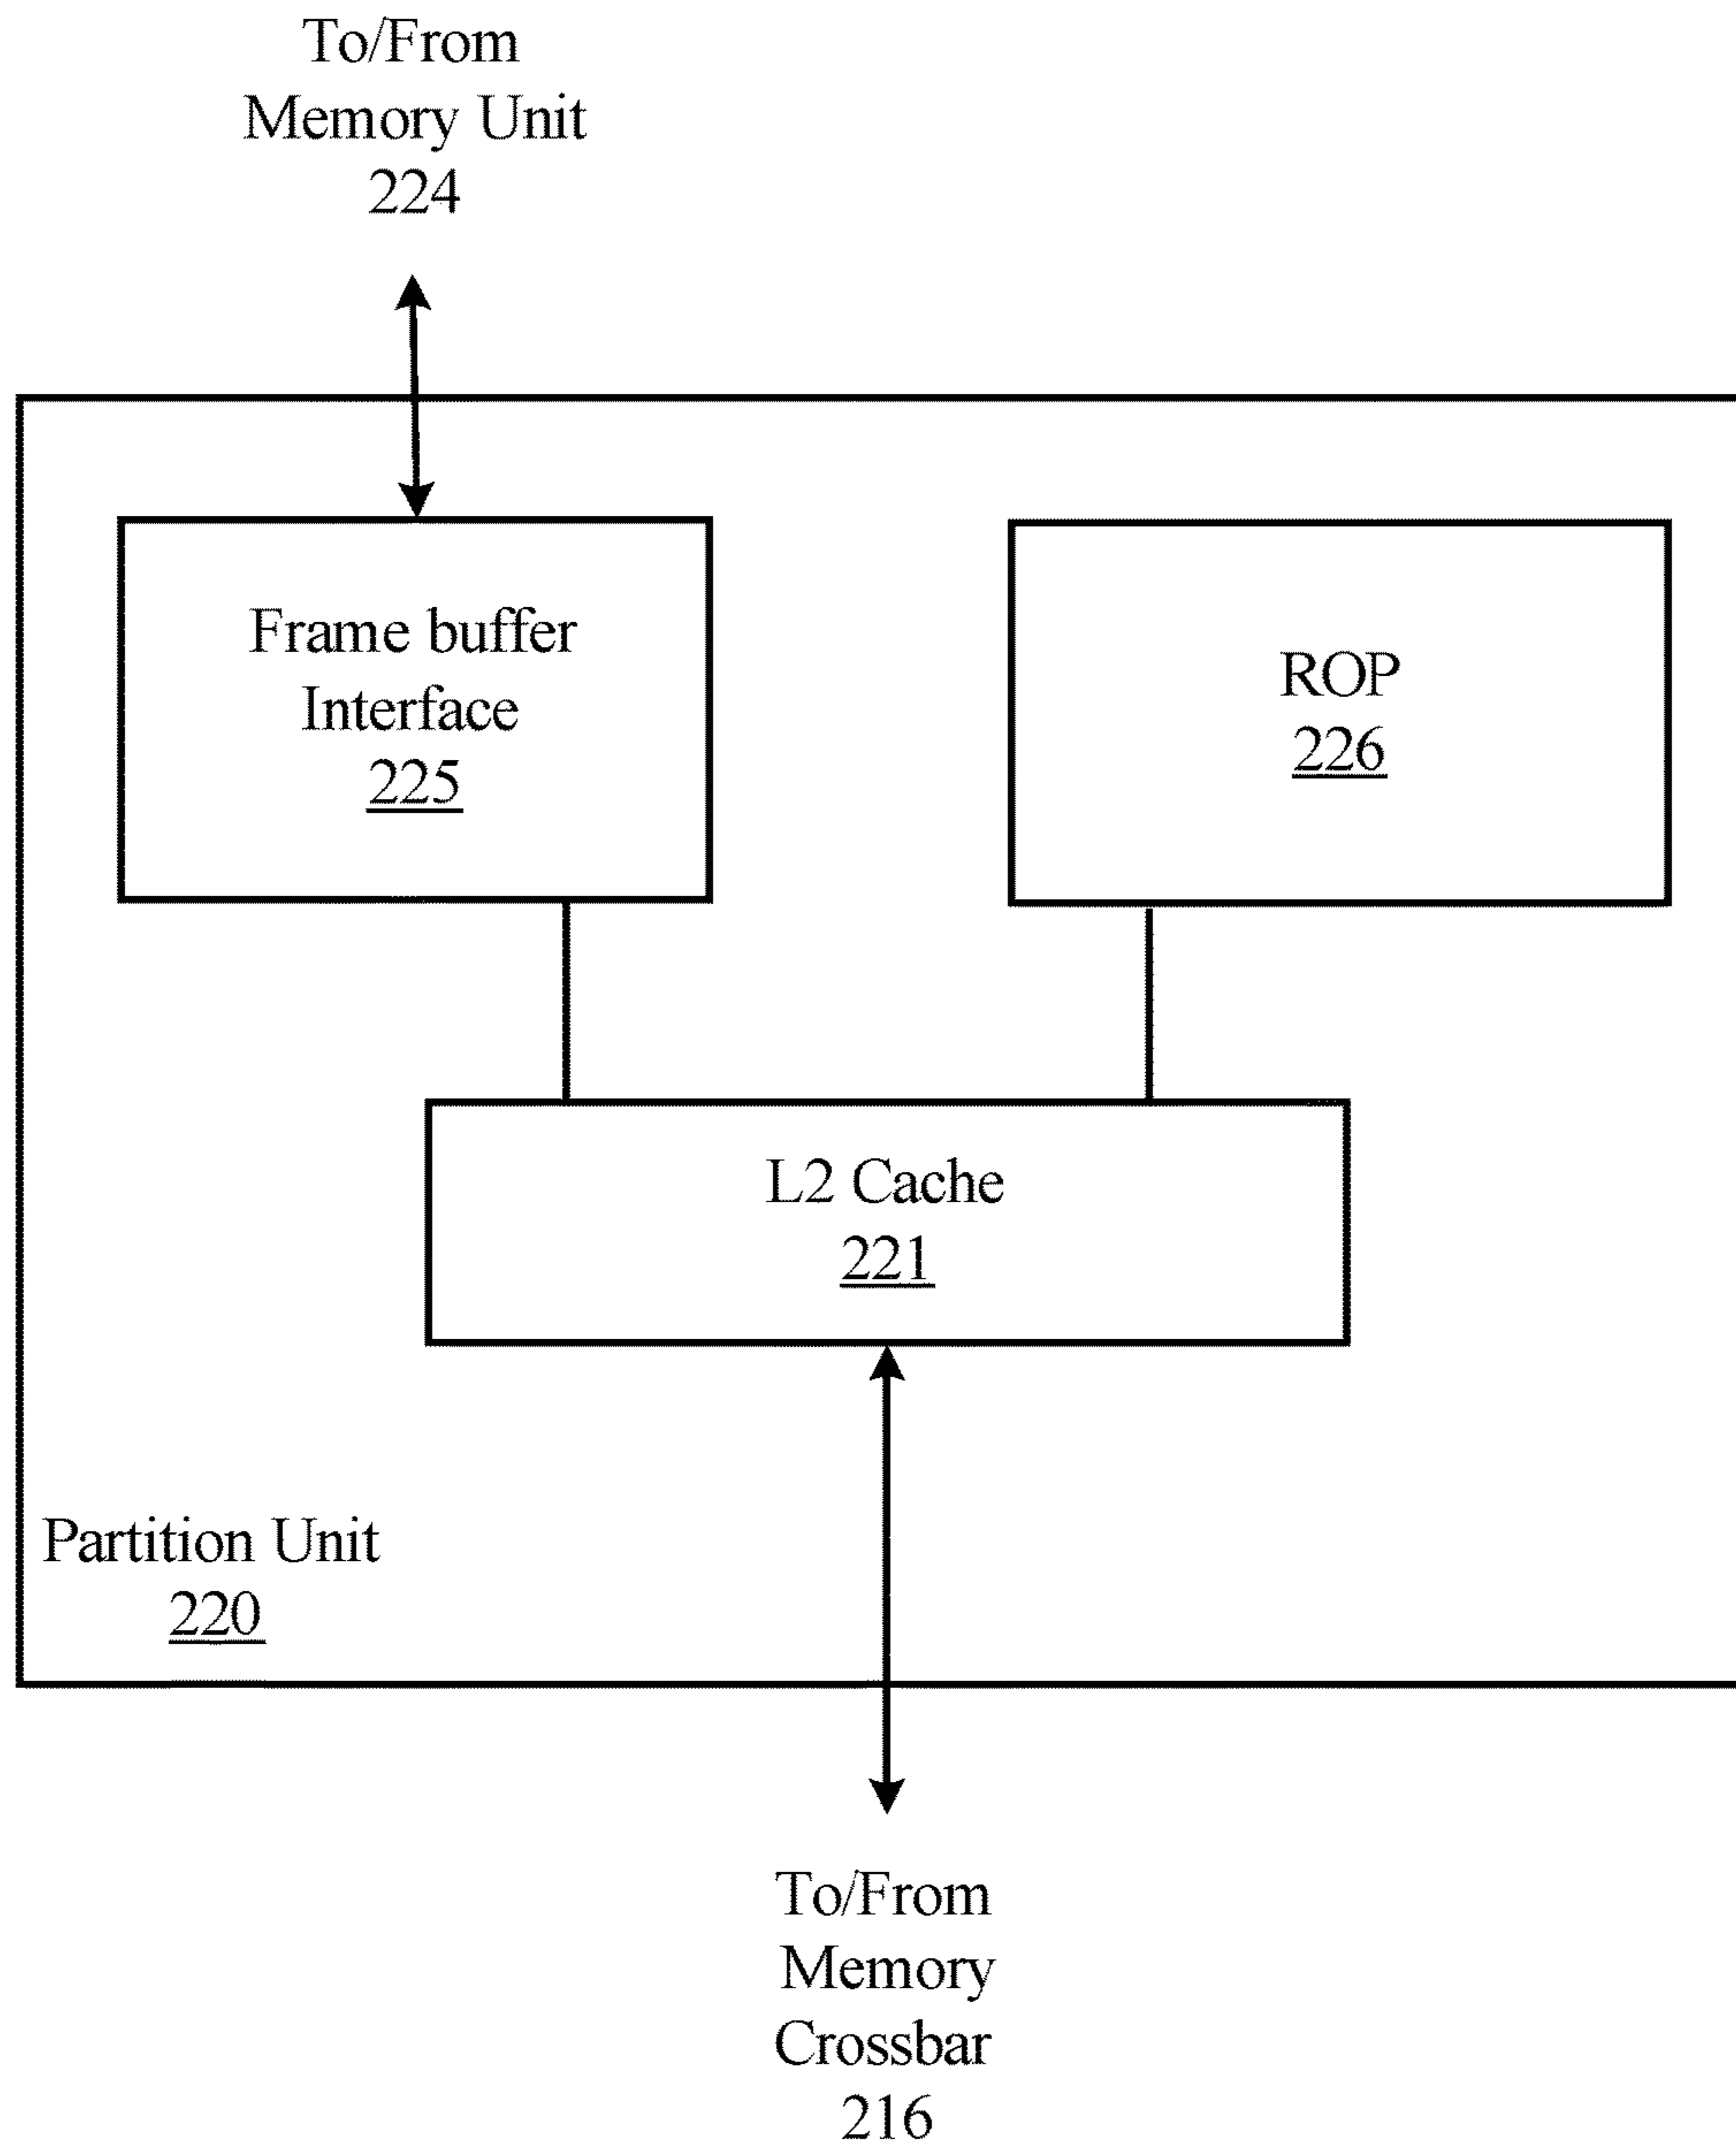 To/From
Memory Unit
224
Frame buffer
Interface
225
ROP
226
L2 Cache
221
Partition Unit
220
To/From
Memory
Crossbar
216